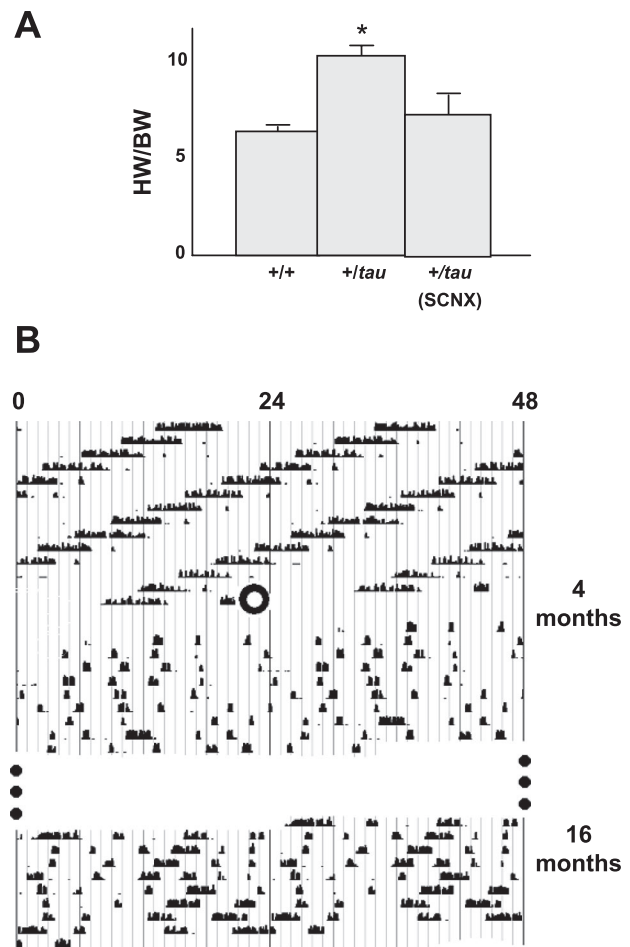 A
*
10
5
0
HW/BW
+/+ +/tau +/tau
(SCNX)
B
0 24 48
4
months
16
months